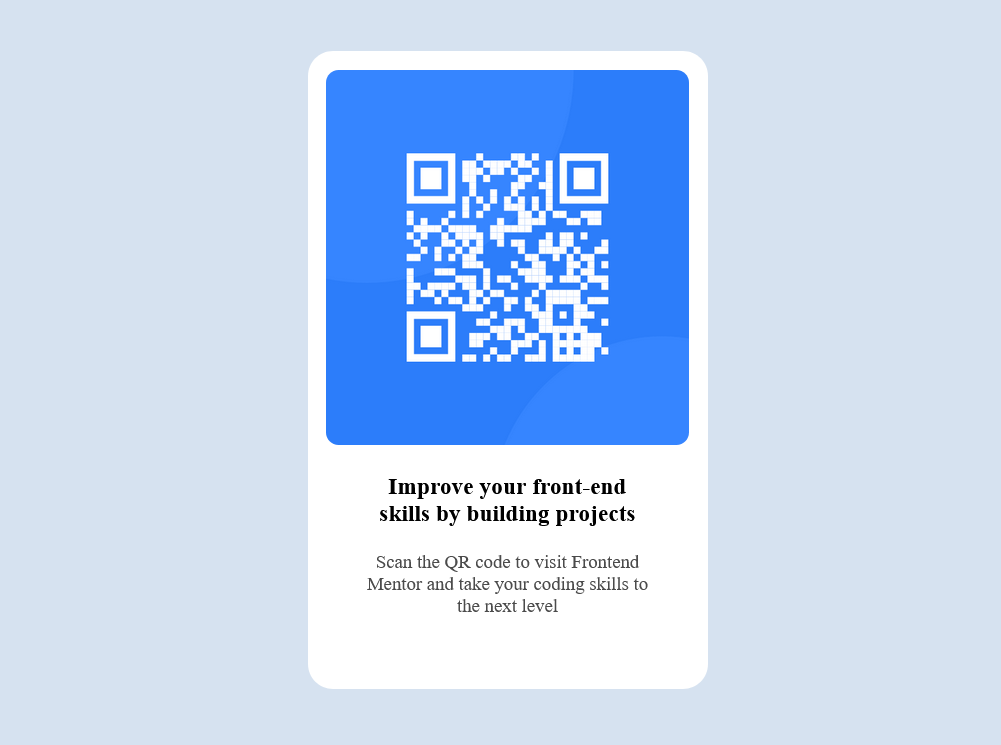 Improve your front-end
skills by building projects
Scan the QR code to visit Frontend
Mentor and take your coding skills to
the next level